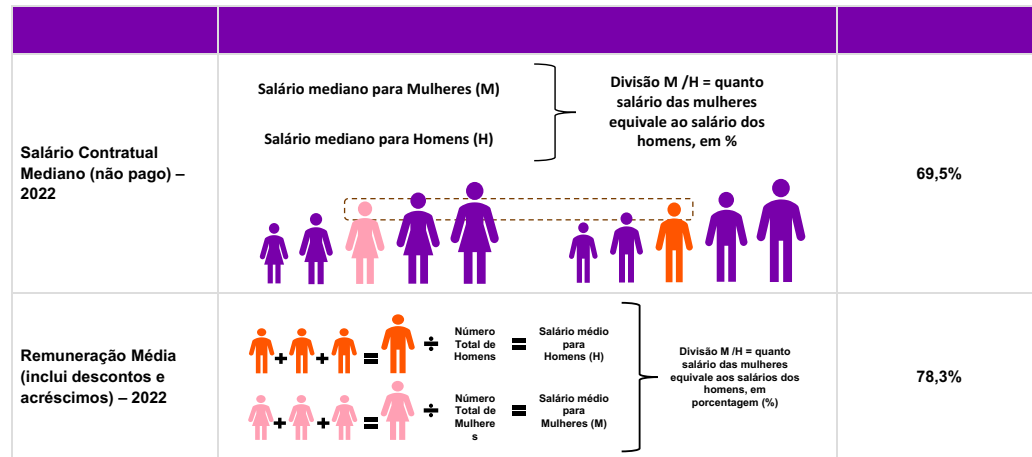 Salário mediano para Mulheres (M)
Salário mediano para Homens (H)
Divisão M /H = quanto
salário das mulheres
equivale ao salário dos
homens, em %
Salário Contratual
Mediano (não pago) –
2022
69,5%
Remuneração Média
(inclui descontos e
acréscimos) – 2022
+ + = ÷
Número
Total de
Homens
=
Salário médio
para
Homens (H)
+ + = ÷
Número
Total de
Mulhere
s
=
Salário médio
para
Mulheres (M)
Divisão M /H = quanto
salário das mulheres
equivale aos salários dos
homens, em
porcentagem (%)
78,3%